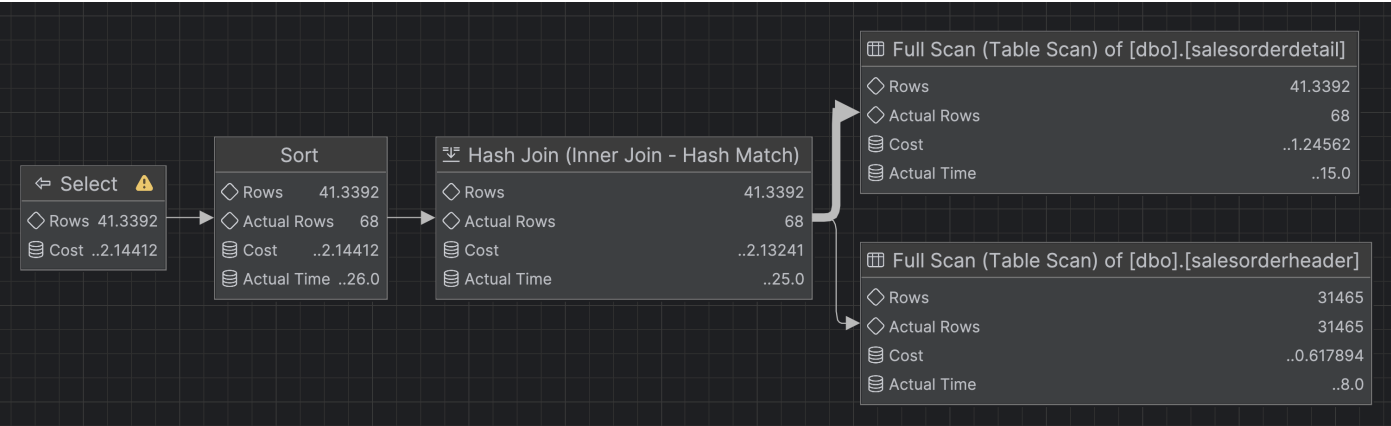 Select
Rows 41.3392
Cost ..2.14412
Sort
Rows 41.3392
Actual Rows 68
Cost ..2.14412
Actual Time ..26.0
Hash Join (Inner Join - Hash Match)
Rows 41.3392
Actual Rows 68
Cost ..2.13241
Actual Time ..25.0
Full Scan (Table Scan) of [dbo].[salesorderdetail]
Rows 41.3392
Actual Rows 68
Cost ..1.24562
Actual Time ..15.0
Full Scan (Table Scan) of [dbo].[salesorderheader]
Rows 31465
Actual Rows 31465
Cost ..0.617894
Actual Time ..8.0